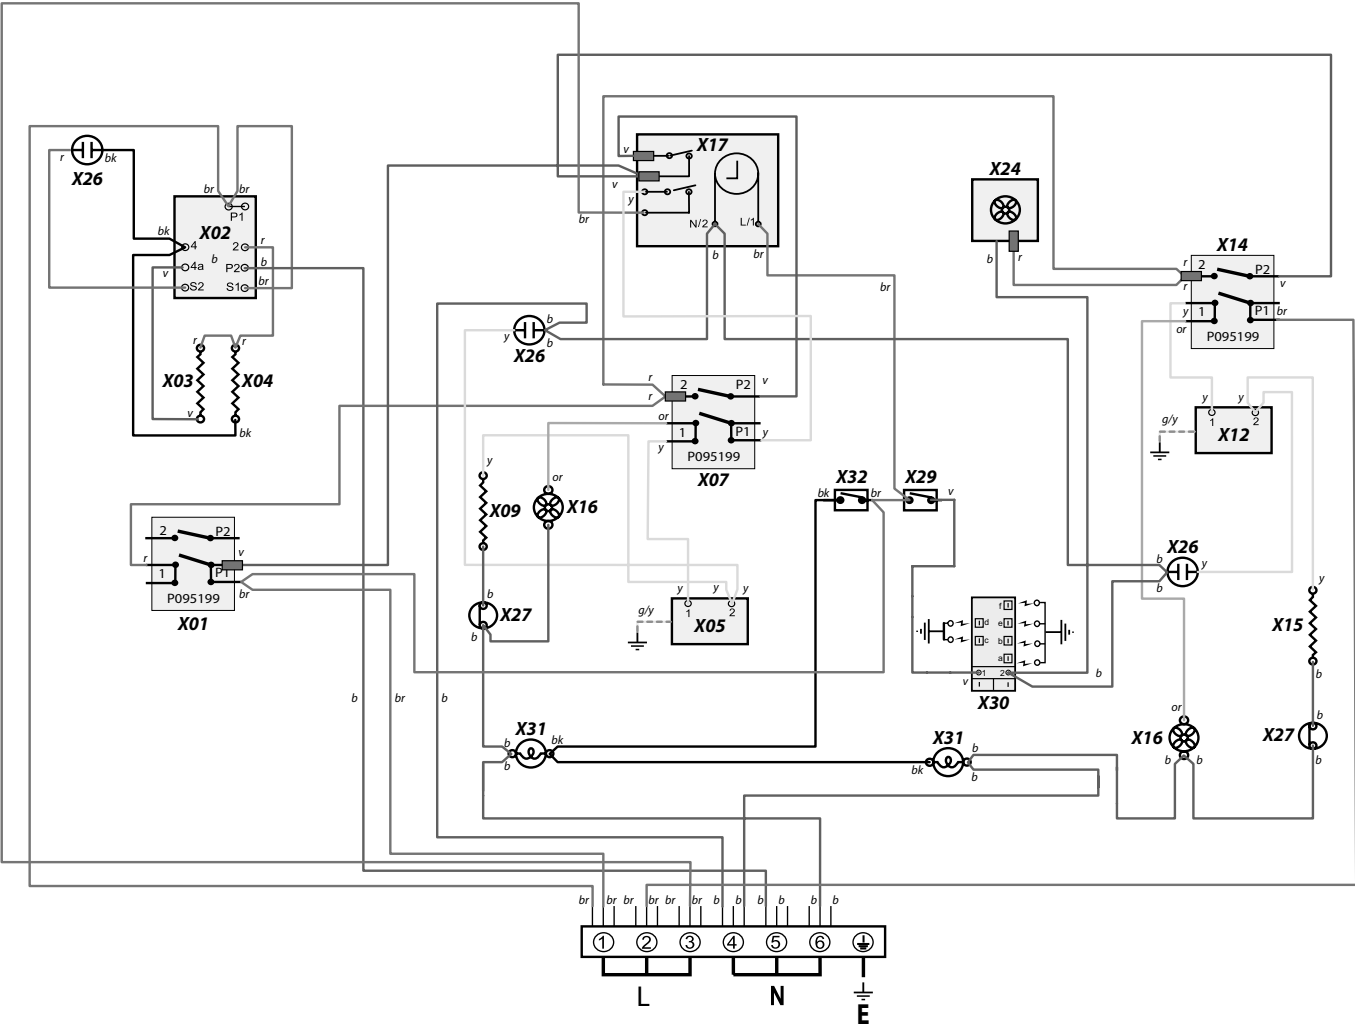 X26
r
bk
br
br
P1
X02
bk
4
2
r
b
v
4a
P2
b
S2
S1
br
r
r
X03
X04
v
bk
X17
v
v
y
br
N/2
L/1
b
br
br
X24
b
r
X14
r
2
P2
r
v
y
1
P1
br
or
P095199
b
y
b
X26
r
2
P2
v
r
or
1
P1
y
y
P095199
X07
y
y
1
2
g/y
X12
y
or
X09
X16
bk
X32
br
X29
v
2
P2
r
v
1
P1
br
P095199
X01
b
X27
b
y
y
y
g/y
1
2
X05
b
X26
y
b
y
X15
b
f
d
e
c
b
a
1
2
v
b
X30
b
br
b
X31
b
bk
b
X31
b
bk
b
or
X16
b
b
b
X27
b
br
br
br
br
br
b
b
b
b
b
b
1
2
3
4
5
6
L
N
E